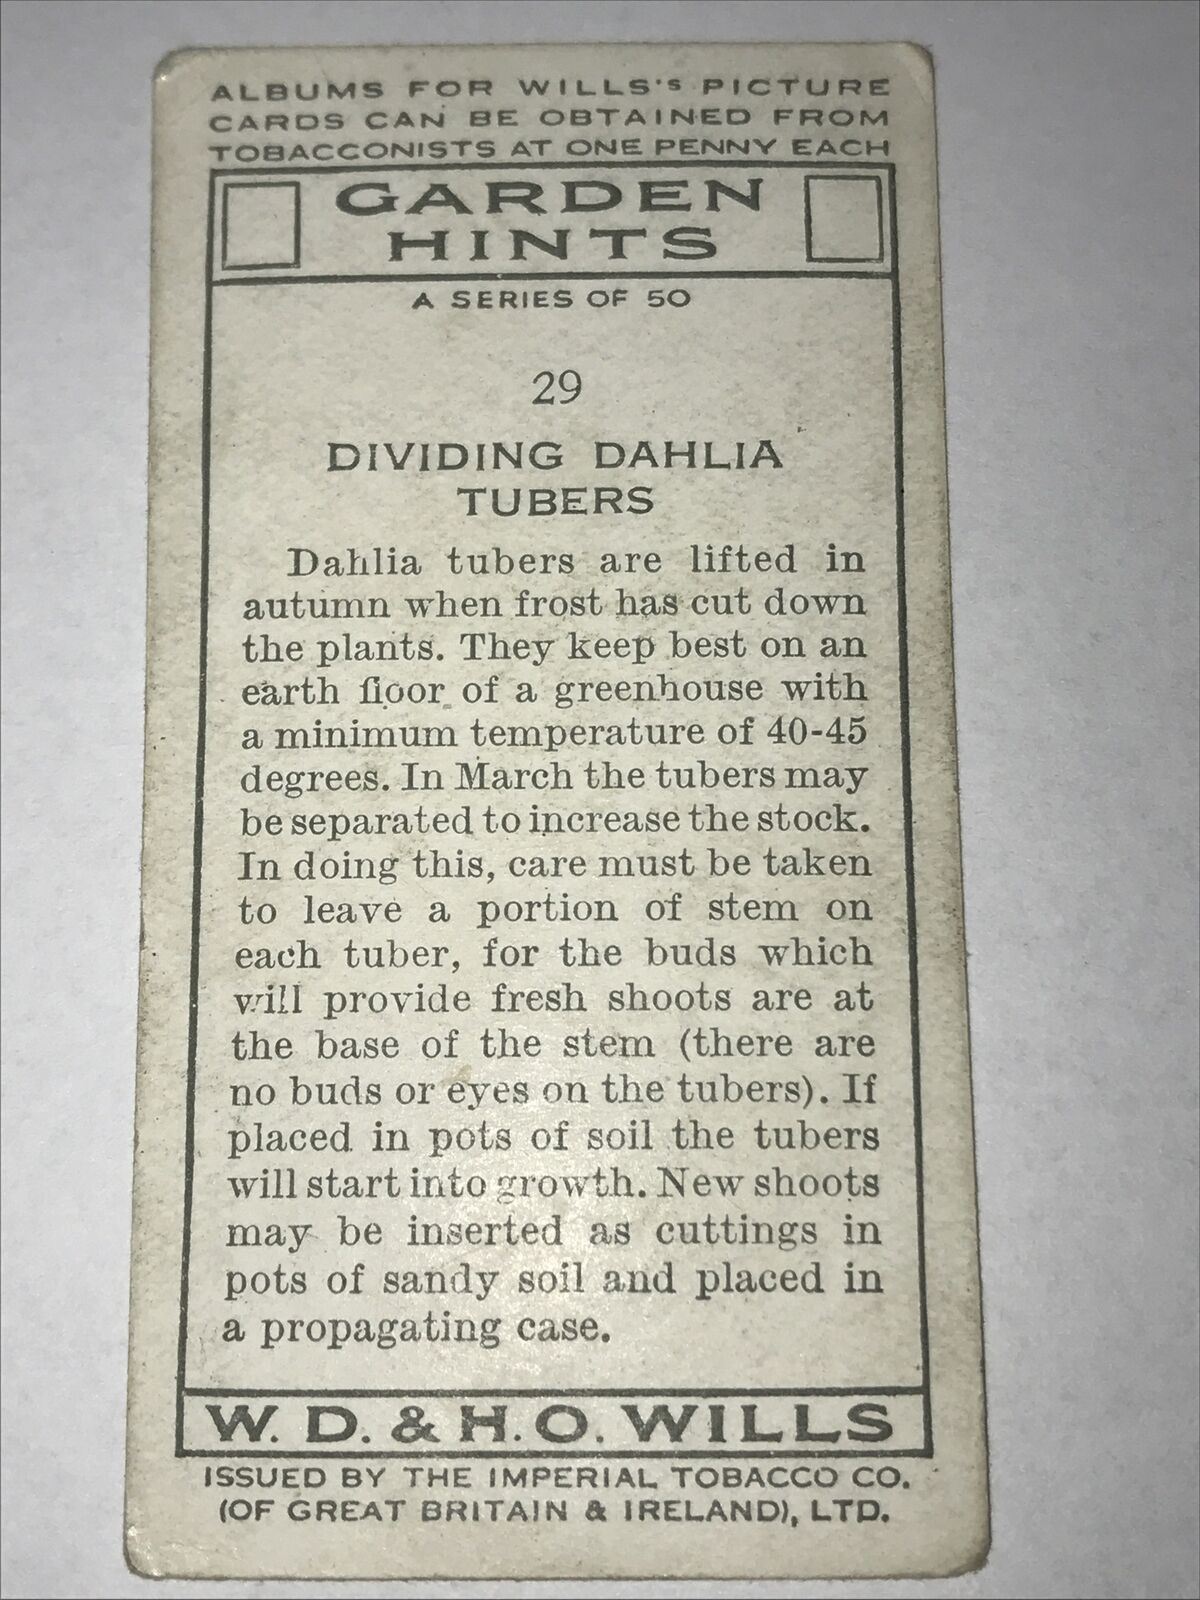 ALBUMS FOR WILLS'S PICTURE
CARDS CAN BE OBTAINED FROM
TOBACCONISTS AT ONE PENNY EACH
GARDEN
HINTS
A SERIES OF 50
29
DIVIDING DAHLIA
TUBERS
Dahlia tubers are lifted in
autumn when frost has cut down
the plants. They keep best on an
earth floor of a greenhouse with
a minimum temperature of 40-45
degrees. In March the tubers may
be separated to increase the stock.
In doing this, care must be taken
to leave a portion of stem on
each tuber, for the buds which
will provide fresh shoots are at
the base of the stem (there are
no buds or eyes on the tubers). If
placed in pots of soil the tubers
will start into growth. New shoots
may be inserted as cuttings in
pots of sandy soil and placed in
a propagating case.
W. D. & H. O. WILLS
ISSUED BY THE IMPERIAL TOBACCO CO.
(OF GREAT BRITAIN & IRELAND), LTD.